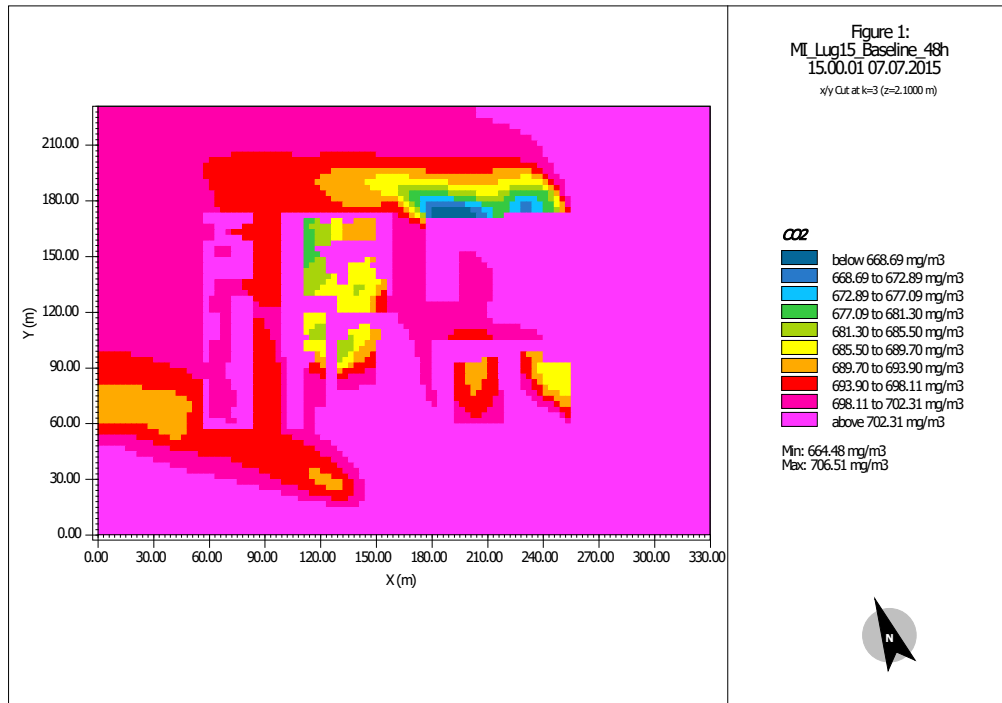 Figure 1:
MI_Lug15_Baseline_48h
15.00.01 07.07.2015
x/y Cut at k=3 (z=2.1000 m)
210.00
180.00
150.00
120.00
90.00
60.00
30.00
0.00
Y (m)
0.00 30.00 60.00 90.00 120.00 150.00 180.00 210.00 240.00 270.00 300.00 330.00
X (m)
CO2
below 668.69 mg/m3
668.69 to 672.89 mg/m3
672.89 to 677.09 mg/m3
677.09 to 681.30 mg/m3
681.30 to 685.50 mg/m3
685.50 to 689.70 mg/m3
689.70 to 693.90 mg/m3
693.90 to 698.11 mg/m3
698.11 to 702.31 mg/m3
above 702.31 mg/m3
Min: 664.48 mg/m3
Max: 706.51 mg/m3
N